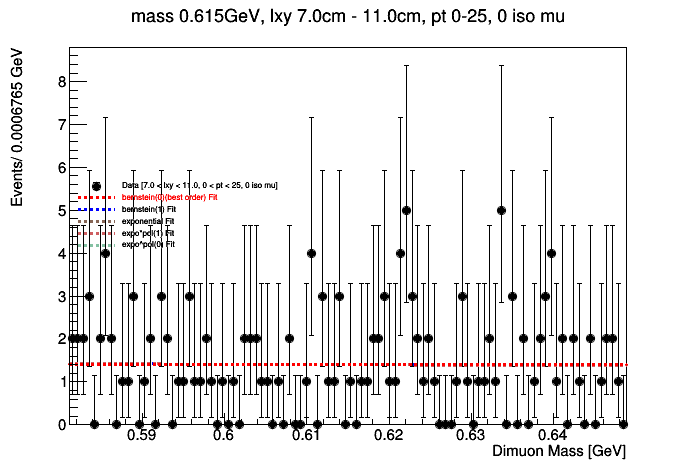 mass 0.615GeV, lxy 7.0cm - 11.0cm, pt 0-25, 0 iso mu
Events/ 0.0006765 GeV
8
7
6
5
4
3
2
1
0
Data [7.0 < lxy < 11.0, 0 < pt < 25, 0 iso mu]
bernstein(0)(best order) Fit
bernstein(1) Fit
exponential Fit
expo*pol(1) Fit
expo*pol(0) Fit
0.59 0.6 0.61 0.62 0.63 0.64
Dimuon Mass [GeV]